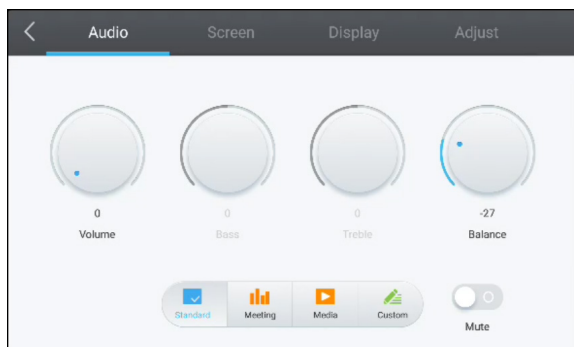 Audio
Screen
Display
Adjust
0
0
0
-27
Volume
Bass
Treble
Balance
Standard
Meeting
Media
Custom
Mute